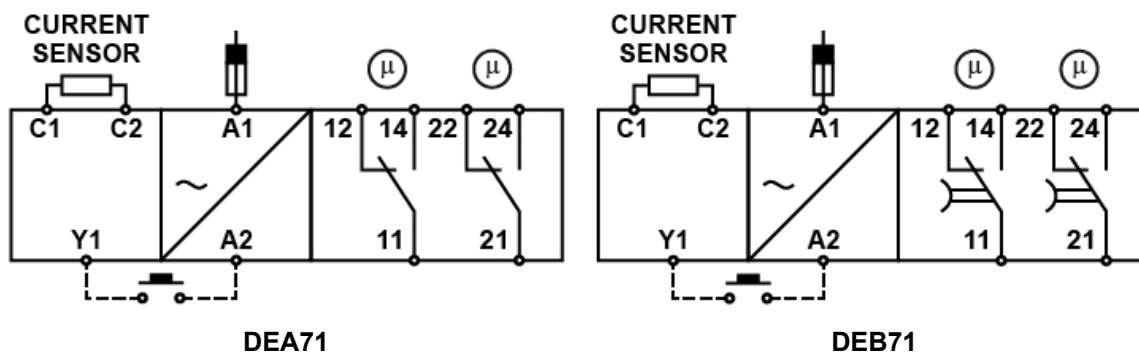 CURRENT
SENSOR
µ µ
C1 C2 A1 12 14 22 24
~
Y1 A2 11 21
DEA71
CURRENT
SENSOR
µ µ
C1 C2 A1 12 14 22 24
~
Y1 A2 11 21
DEB71